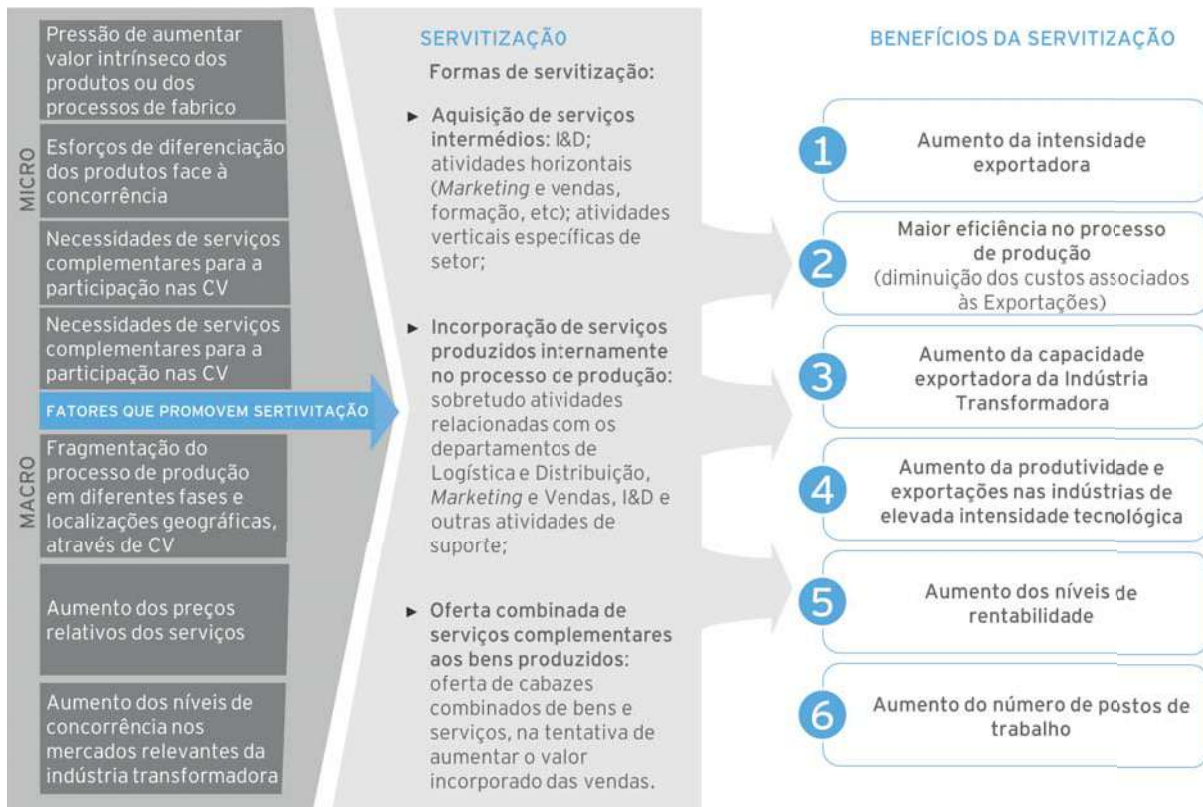 MICRO
Pressão de aumentar
valor intrínseco dos
produtos ou dos
processos de fabrico
Esforços de diferenciação
dos produtos face à
concorrência
Necessidades de serviços
complementares para a
participação nas CV
Necessidades de serviços
complementares para a
participação nas CV
FATORES QUE PROMOVEM SERTIVITAÇÃO
MACRO
Fragmentação do
processo de produção
em diferentes fases e
localizações geográficas,
através de CV
Aumento dos preços
relativos dos serviços
Aumento dos níveis de
concorrência nos
mercados relevantes da
indústria transformadora
SERVITIZAÇÃO
Formas de servitização:
► Aquisição de serviços
intermédios: I&D;
atividades horizontais
(Marketing e vendas,
formação, etc); atividades
verticais específicas de
setor;
► Incorporação de serviços
produzidos internamente
no processo de produção:
sobretudo atividades
relacionadas com os
departamentos de
Logística e Distribuição,
Marketing e Vendas, I&D e
outras atividades de
suporte;
► Oferta combinada de
serviços complementares
aos bens produzidos:
oferta de cabazes
combinados de bens e
serviços, na tentativa de
aumentar o valor
incorporado das vendas.
BENEFÍCIOS DA SERVITIZAÇÃO
1
Aumento da intensidade
exportadora
2
Maior eficiência no processo
de produção
(diminuição dos custos associados
às Exportações)
3
Aumento da capacidade
exportadora da Indústria
Transformadora
4
Aumento da produtividade e
exportações nas indústrias de
elevada intensidade tecnológica
5
Aumento dos níveis de
rentabilidade
6
Aumento do número de postos de
trabalho